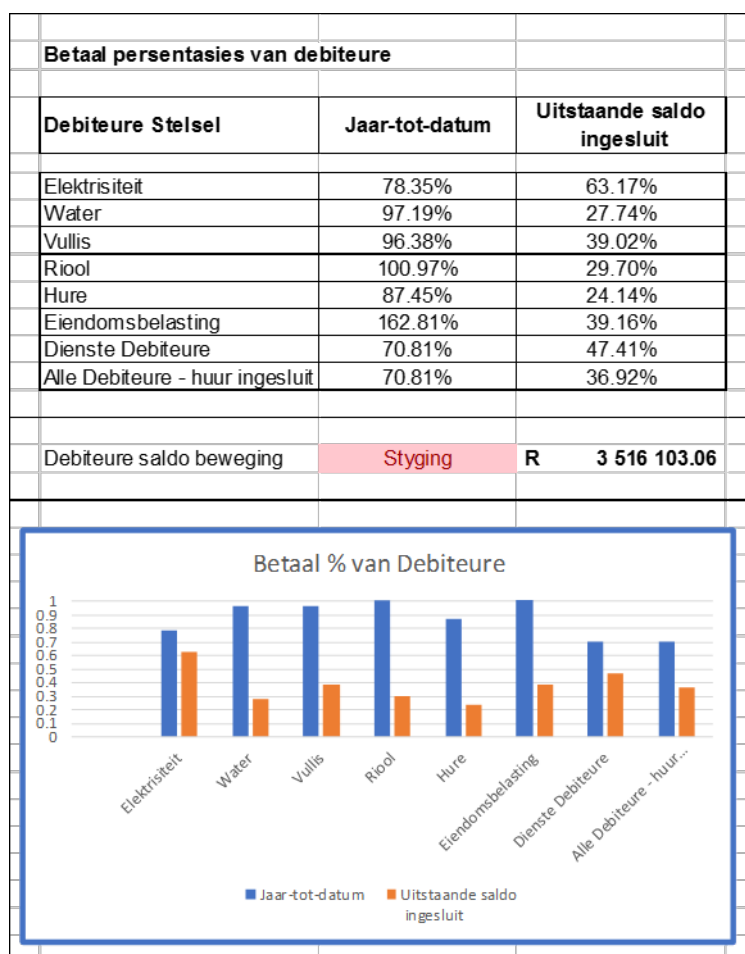 Betaal persentasies van debiteure
Debiteure Stelsel Jaar-tot-datum Uitstaande saldo
ingesluit
Elektrisiteit 78.35% 63.17%
Water 97.19% 27.74%
Vullis 96.38% 39.02%
Riool 100.97% 29.70%
Hure 87.45% 24.14%
Eiendomsbelasting 162.81% 39.16%
Dienste Debiteure 70.81% 47.41%
Alle Debiteure - huur ingesluit 70.81% 36.92%
Debiteure saldo beweging Styging R 3 516 103.06
Betaal % van Debiteure
1
0.9
0.8
0.7
0.6
0.5
0.4
0.3
0.2
0.1
0
Elektrisiteit
Water
Vullis
Riool
Hure
Eiendomsbelasting
Dienste Debiteure
Alle Debiteure - huur...
Jaar-tot-datum Uitstaande saldo
ingesluit